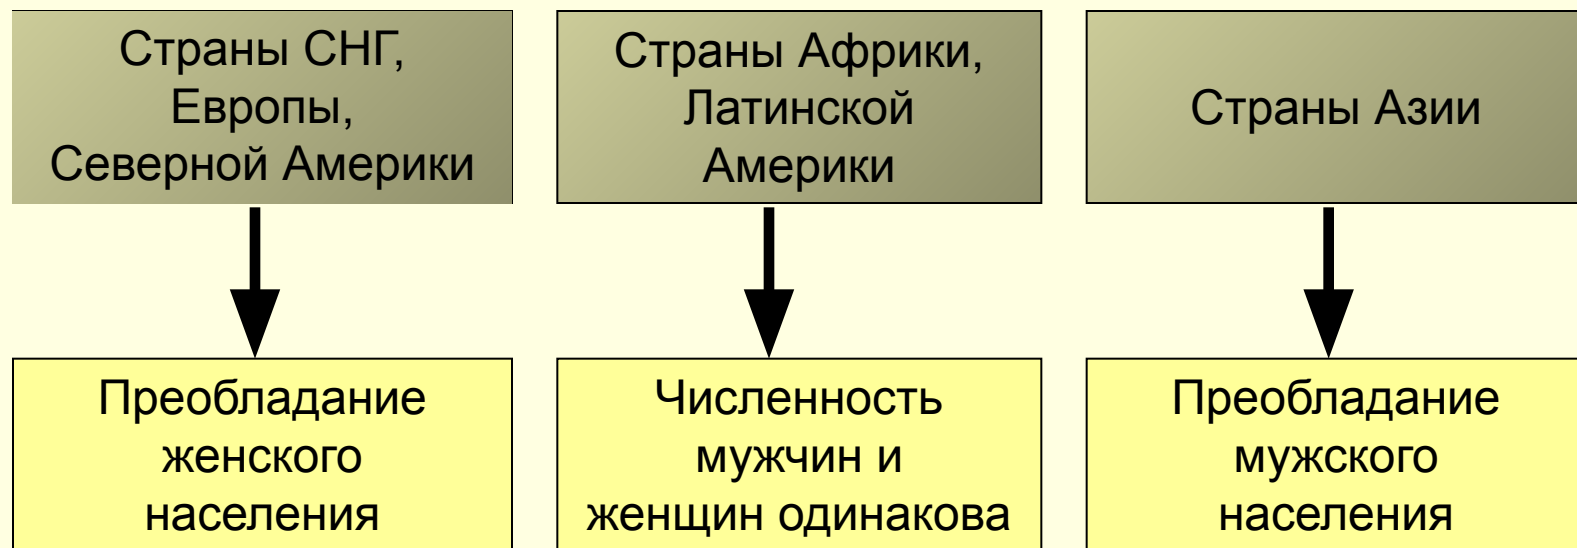 Страны СНГ,
Европы,
Северной Америки
Страны Африки,
Латинской
Америки
Страны Азии
Преобладание
женского
населения
Численность
мужчин и
женщин одинакова
Преобладание
мужского
населения